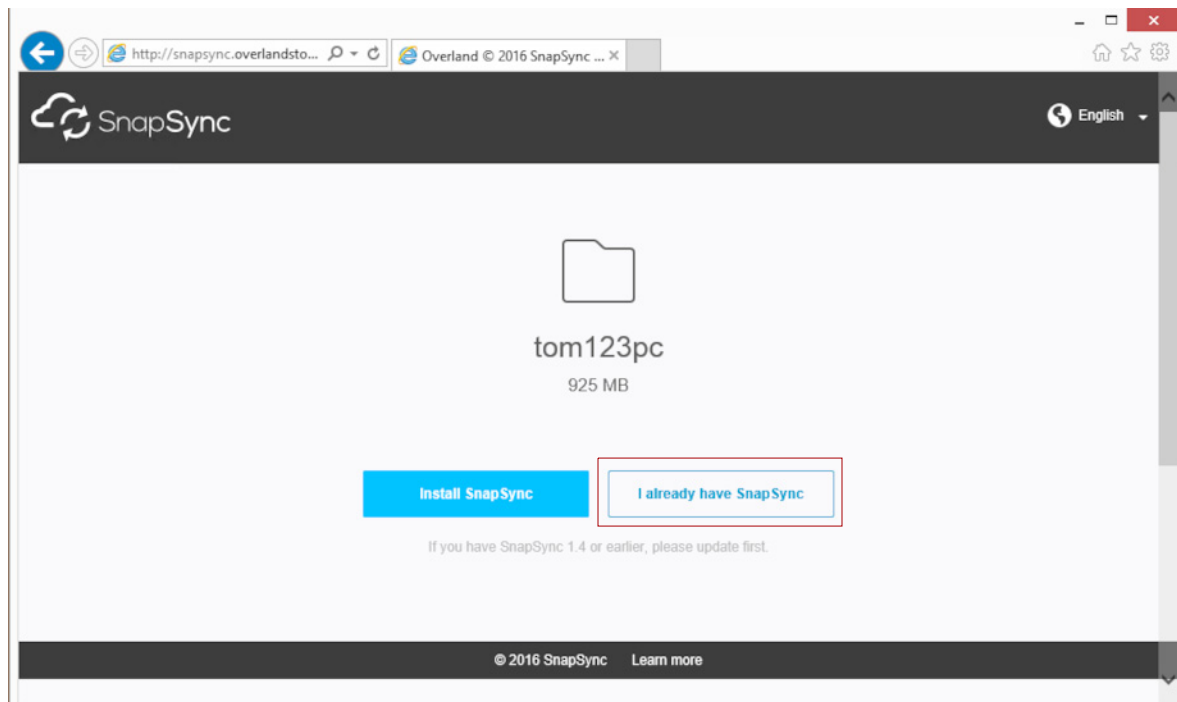 http://snapsync.overlandsto...
Overland © 2016 SnapSync ...
SnapSync
English
tom123pc
925 MB
Install SnapSync
I already have SnapSync
If you have SnapSync 1.4 or earlier, please update first.
© 2016 SnapSync Learn more